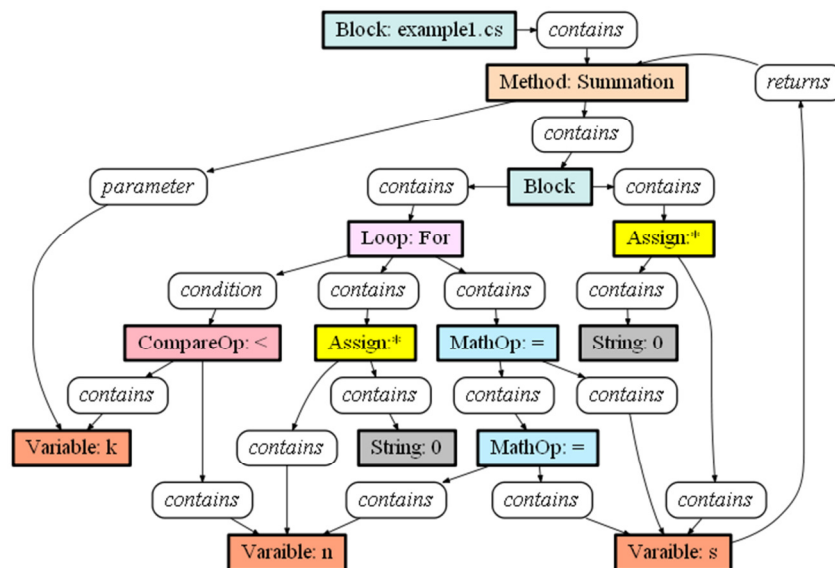 Block: example1.cs
contains
Method: Summation
returns
contains
parameter
contains
Block
contains
Loop: For
Assign:*
condition
contains
contains
contains
CompareOp: <
Assign:*
MathOp: =
String: 0
contains
contains
contains
contains
Variable: k
contains
String: 0
MathOp: =
contains
contains
contains
contains
Varaible: n
Varaible: s